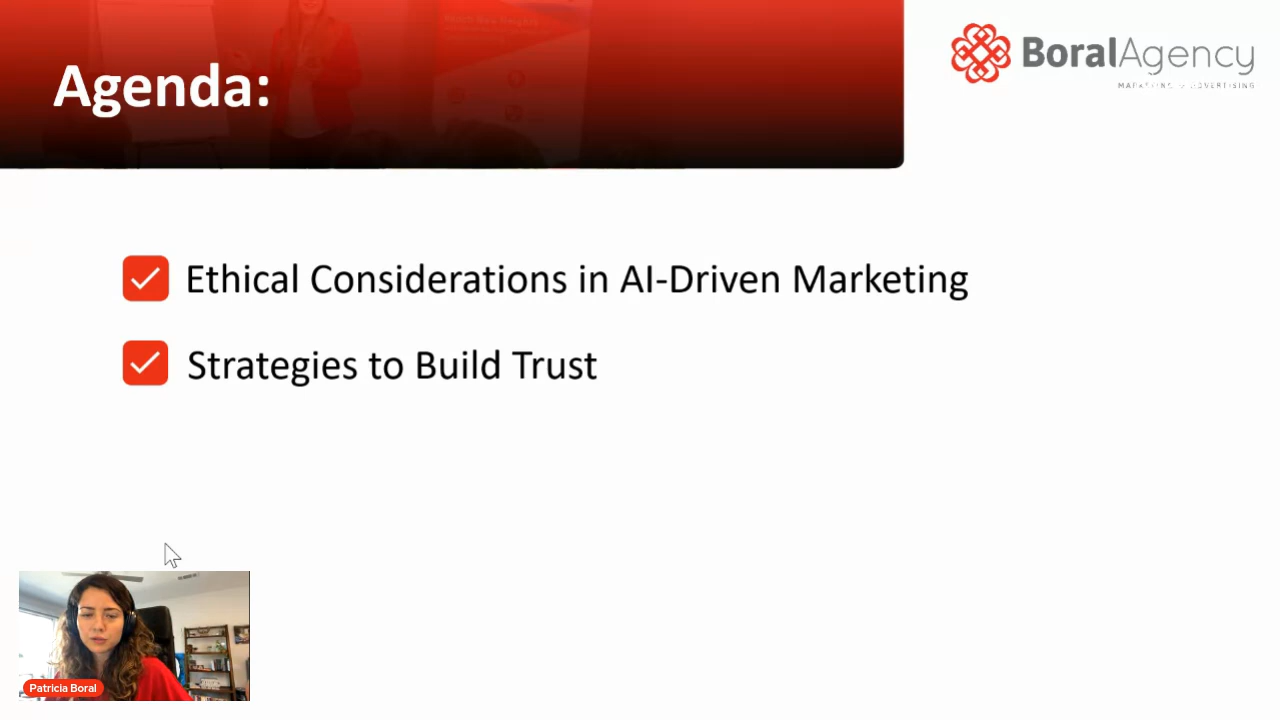 Agenda:
BoralAgency
MARKETING & ADVERTISING
Ethical Considerations in AI-Driven Marketing
Strategies to Build Trust
Patricia Boral